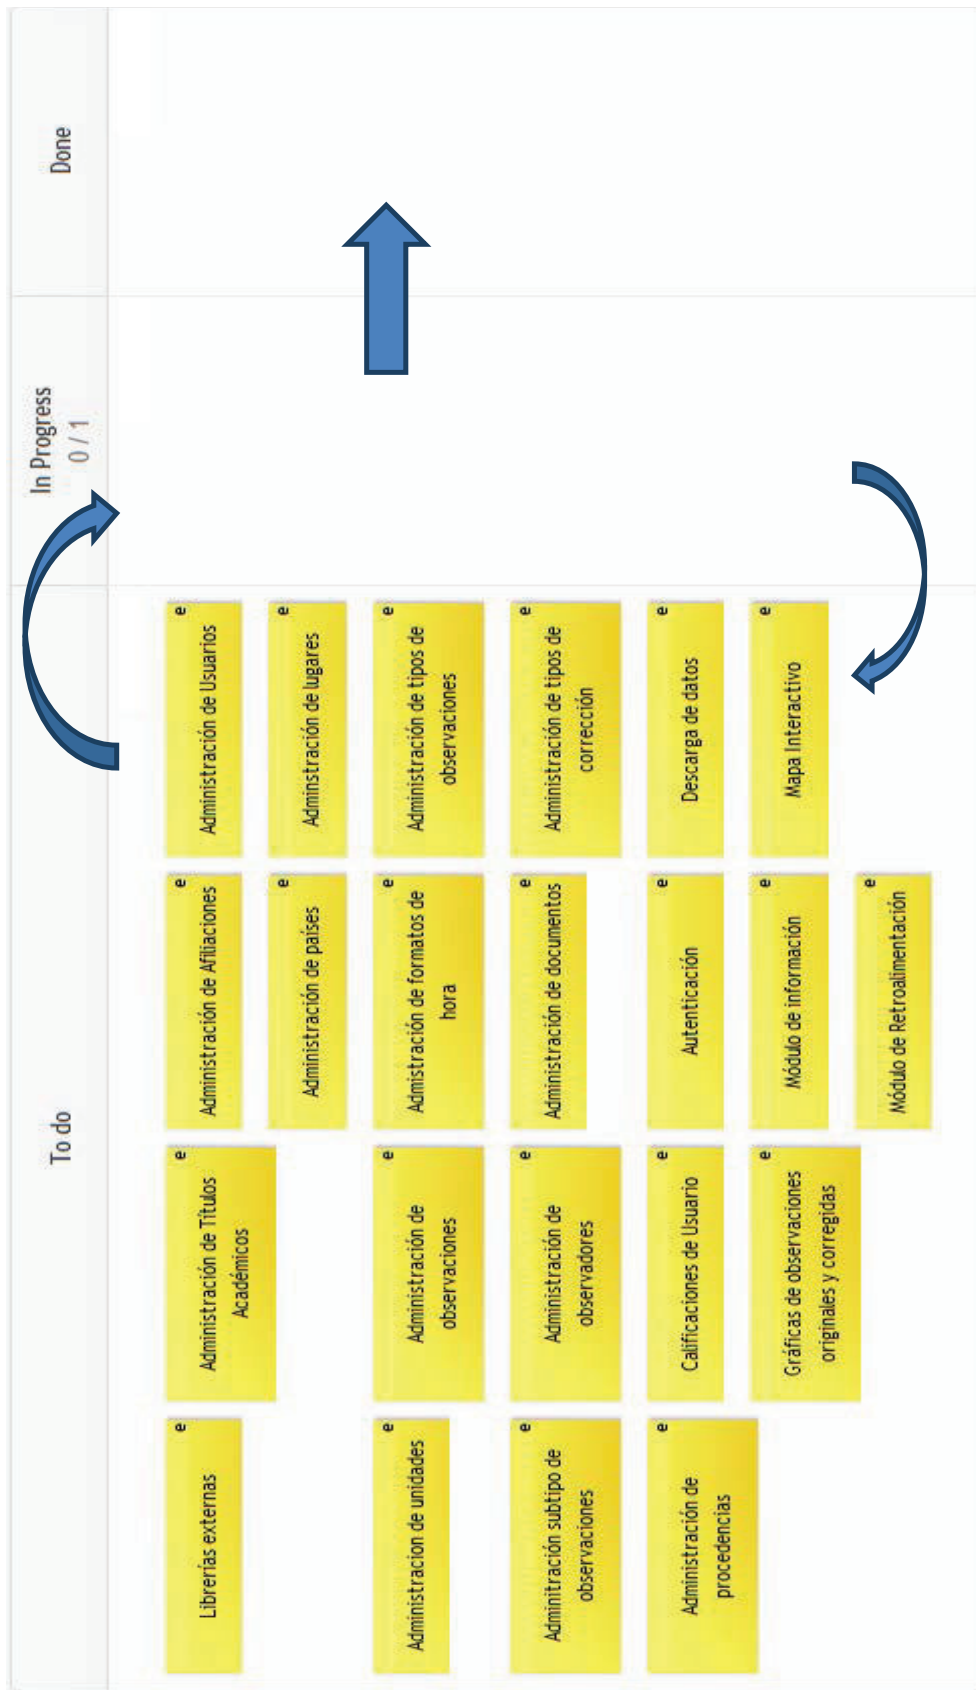 To do
In Progress
0 / 1
Done
e
Librerías externas
e
Administración de Títulos
Académicos
e
Administración de Afiliaciones
e
Administración de Usuarios
e
Administración de países
e
Adminstración de lugares
e
Administracion de unidades
e
Administración de
observaciones
e
Admistración de formatos de
hora
e
Administración de tipos de
observaciones
e
Adminitración subtipo de
observaciones
e
Administración de
observadores
e
Administración de documentos
e
Administración de tipos de
corrección
e
Administración de
procedencias
e
Calificaciones de Usuario
e
Autenticación
e
Descarga de datos
e
Gráficas de observaciones
originales y corregidas
e
Módulo de información
e
Mapa Interactivo
e
Módulo de Retroalimentación